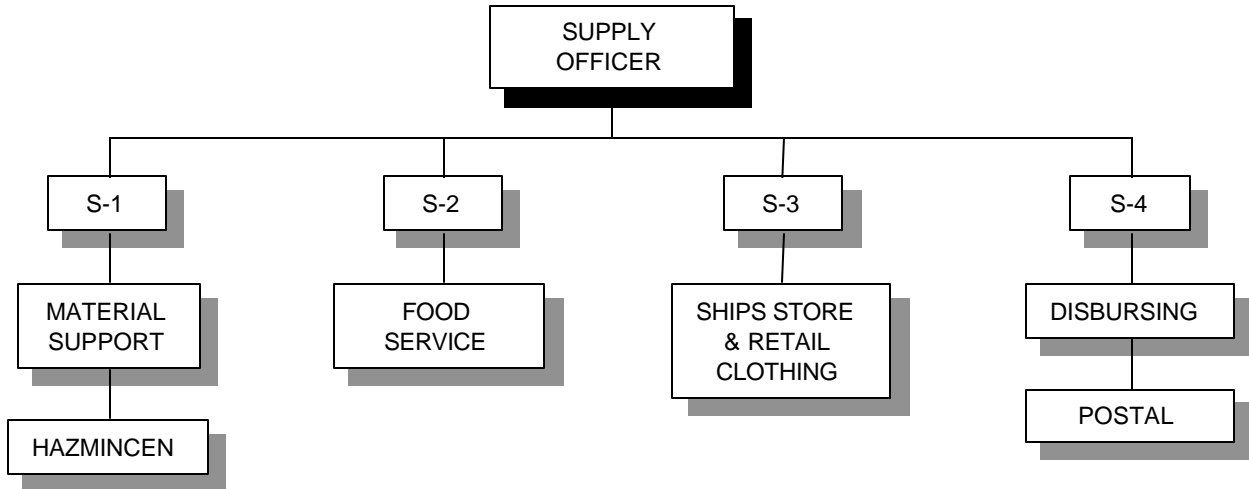 SUPPLY
OFFICER
S-1
S-2
S-3
S-4
MATERIAL
SUPPORT
FOOD
SERVICE
SHIPS STORE
& RETAIL
CLOTHING
DISBURSING
HAZMINCEN
POSTAL